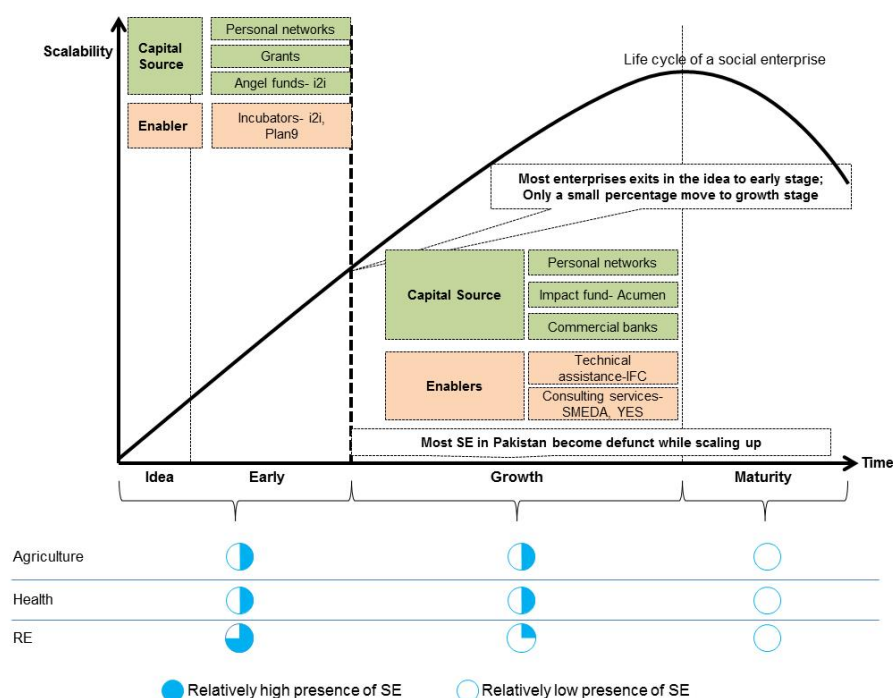 Scalability
Capital
Source
Personal networks
Grants
Angel funds- i2i
Enabler
Incubators- i2i,
Plan9
Life cycle of a social enterprise
Most enterprises exits in the idea to early stage;
Only a small percentage move to growth stage
Capital Source
Personal networks
Impact fund- Acumen
Commercial banks
Enablers
Technical
assistance-IFC
Consulting services-
SMEDA, YES
Most SE in Pakistan become defunct while scaling up
Time
Idea
Early
Growth
Maturity
Agriculture
Health
RE
Relatively high presence of SE
Relatively low presence of SE